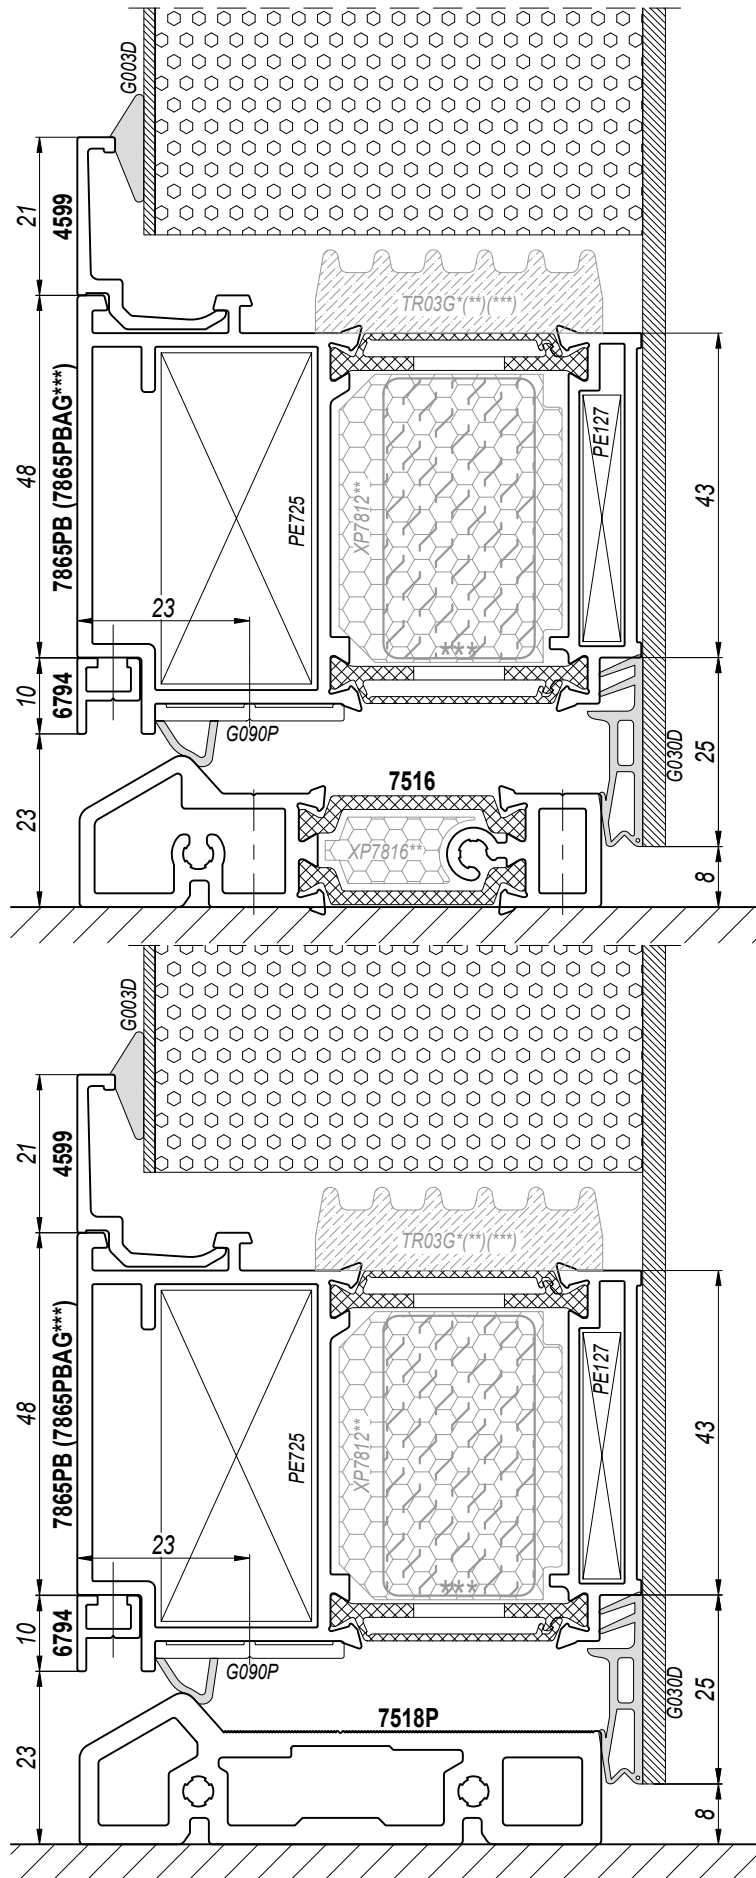 G003D
21
4599
TR03G*(**)(***)
48
7865PB (7865PBAG***)
PE725
XP7812**
PE127
43
23
***
10
6794
G090P
G030D
25
7516
23
XP7816**
8
G003D
21
4599
TR03G*(**)(***)
48
7865PB (7865PBAG***)
PE725
XP7812**
PE127
43
23
***
10
6794
G090P
G030D
25
7518P
23
8